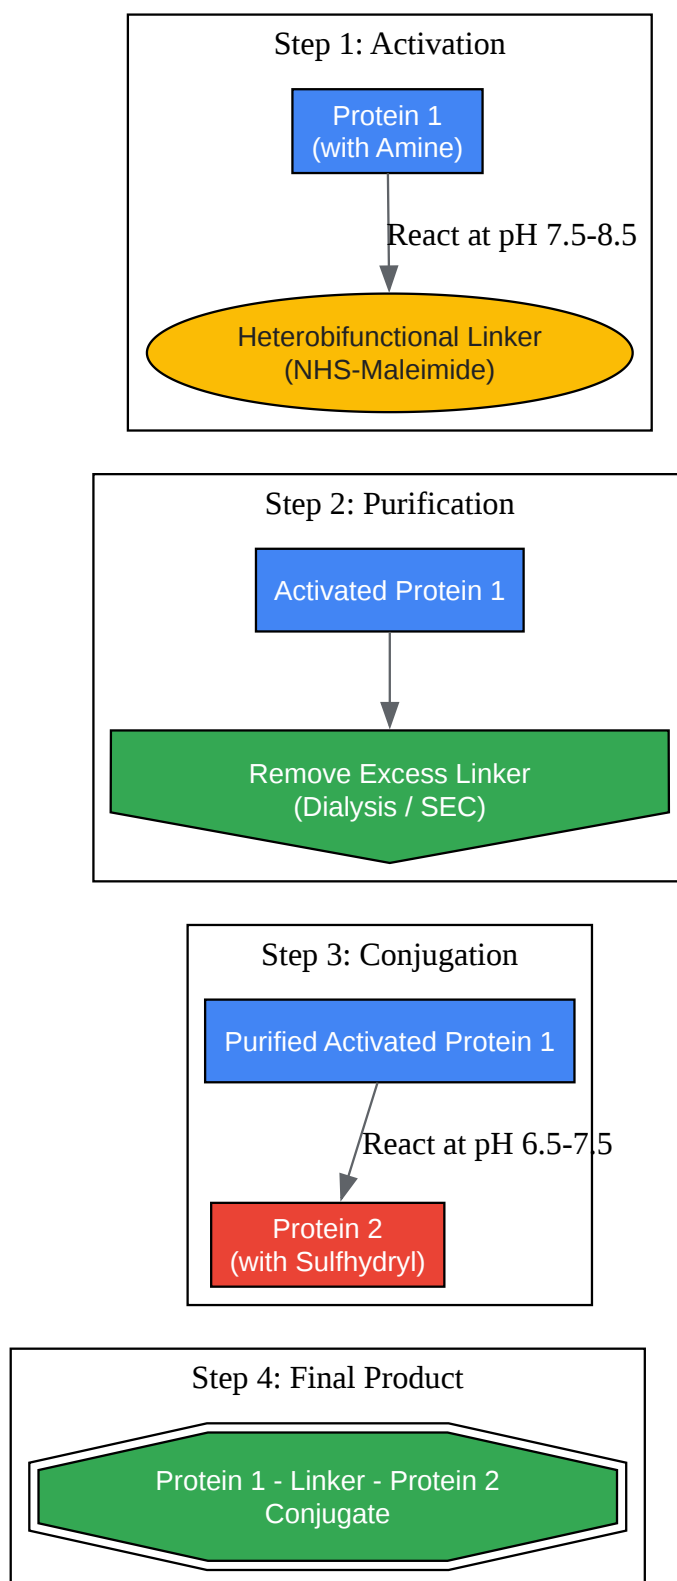 Step 1: Activation
Protein 1
(with Amine)
React at pH 7.5-8.5
Heterobifunctional Linker
(NHS-Maleimide)
Step 2: Purification
Activated Protein 1
Remove Excess Linker
(Dialysis / SEC)
Step 3: Conjugation
Purified Activated Protein 1
React at pH 6.5-7.5
Protein 2
(with Sulfhydryl)
Step 4: Final Product
Protein 1 - Linker - Protein 2
Conjugate